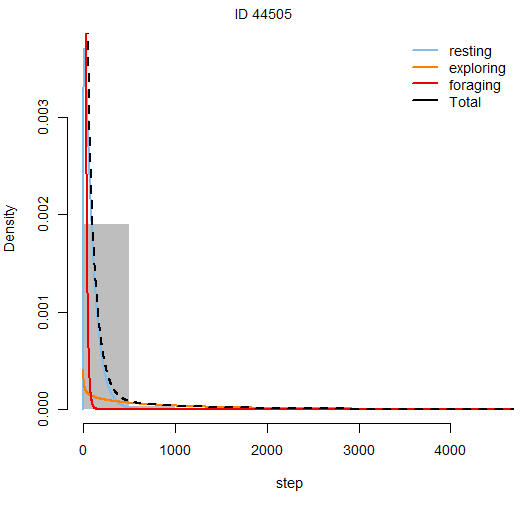 ID 44505
resting
exploring
foraging
Total
Density
0.003
0.002
0.001
0.000
0 1000 2000 3000 4000
step